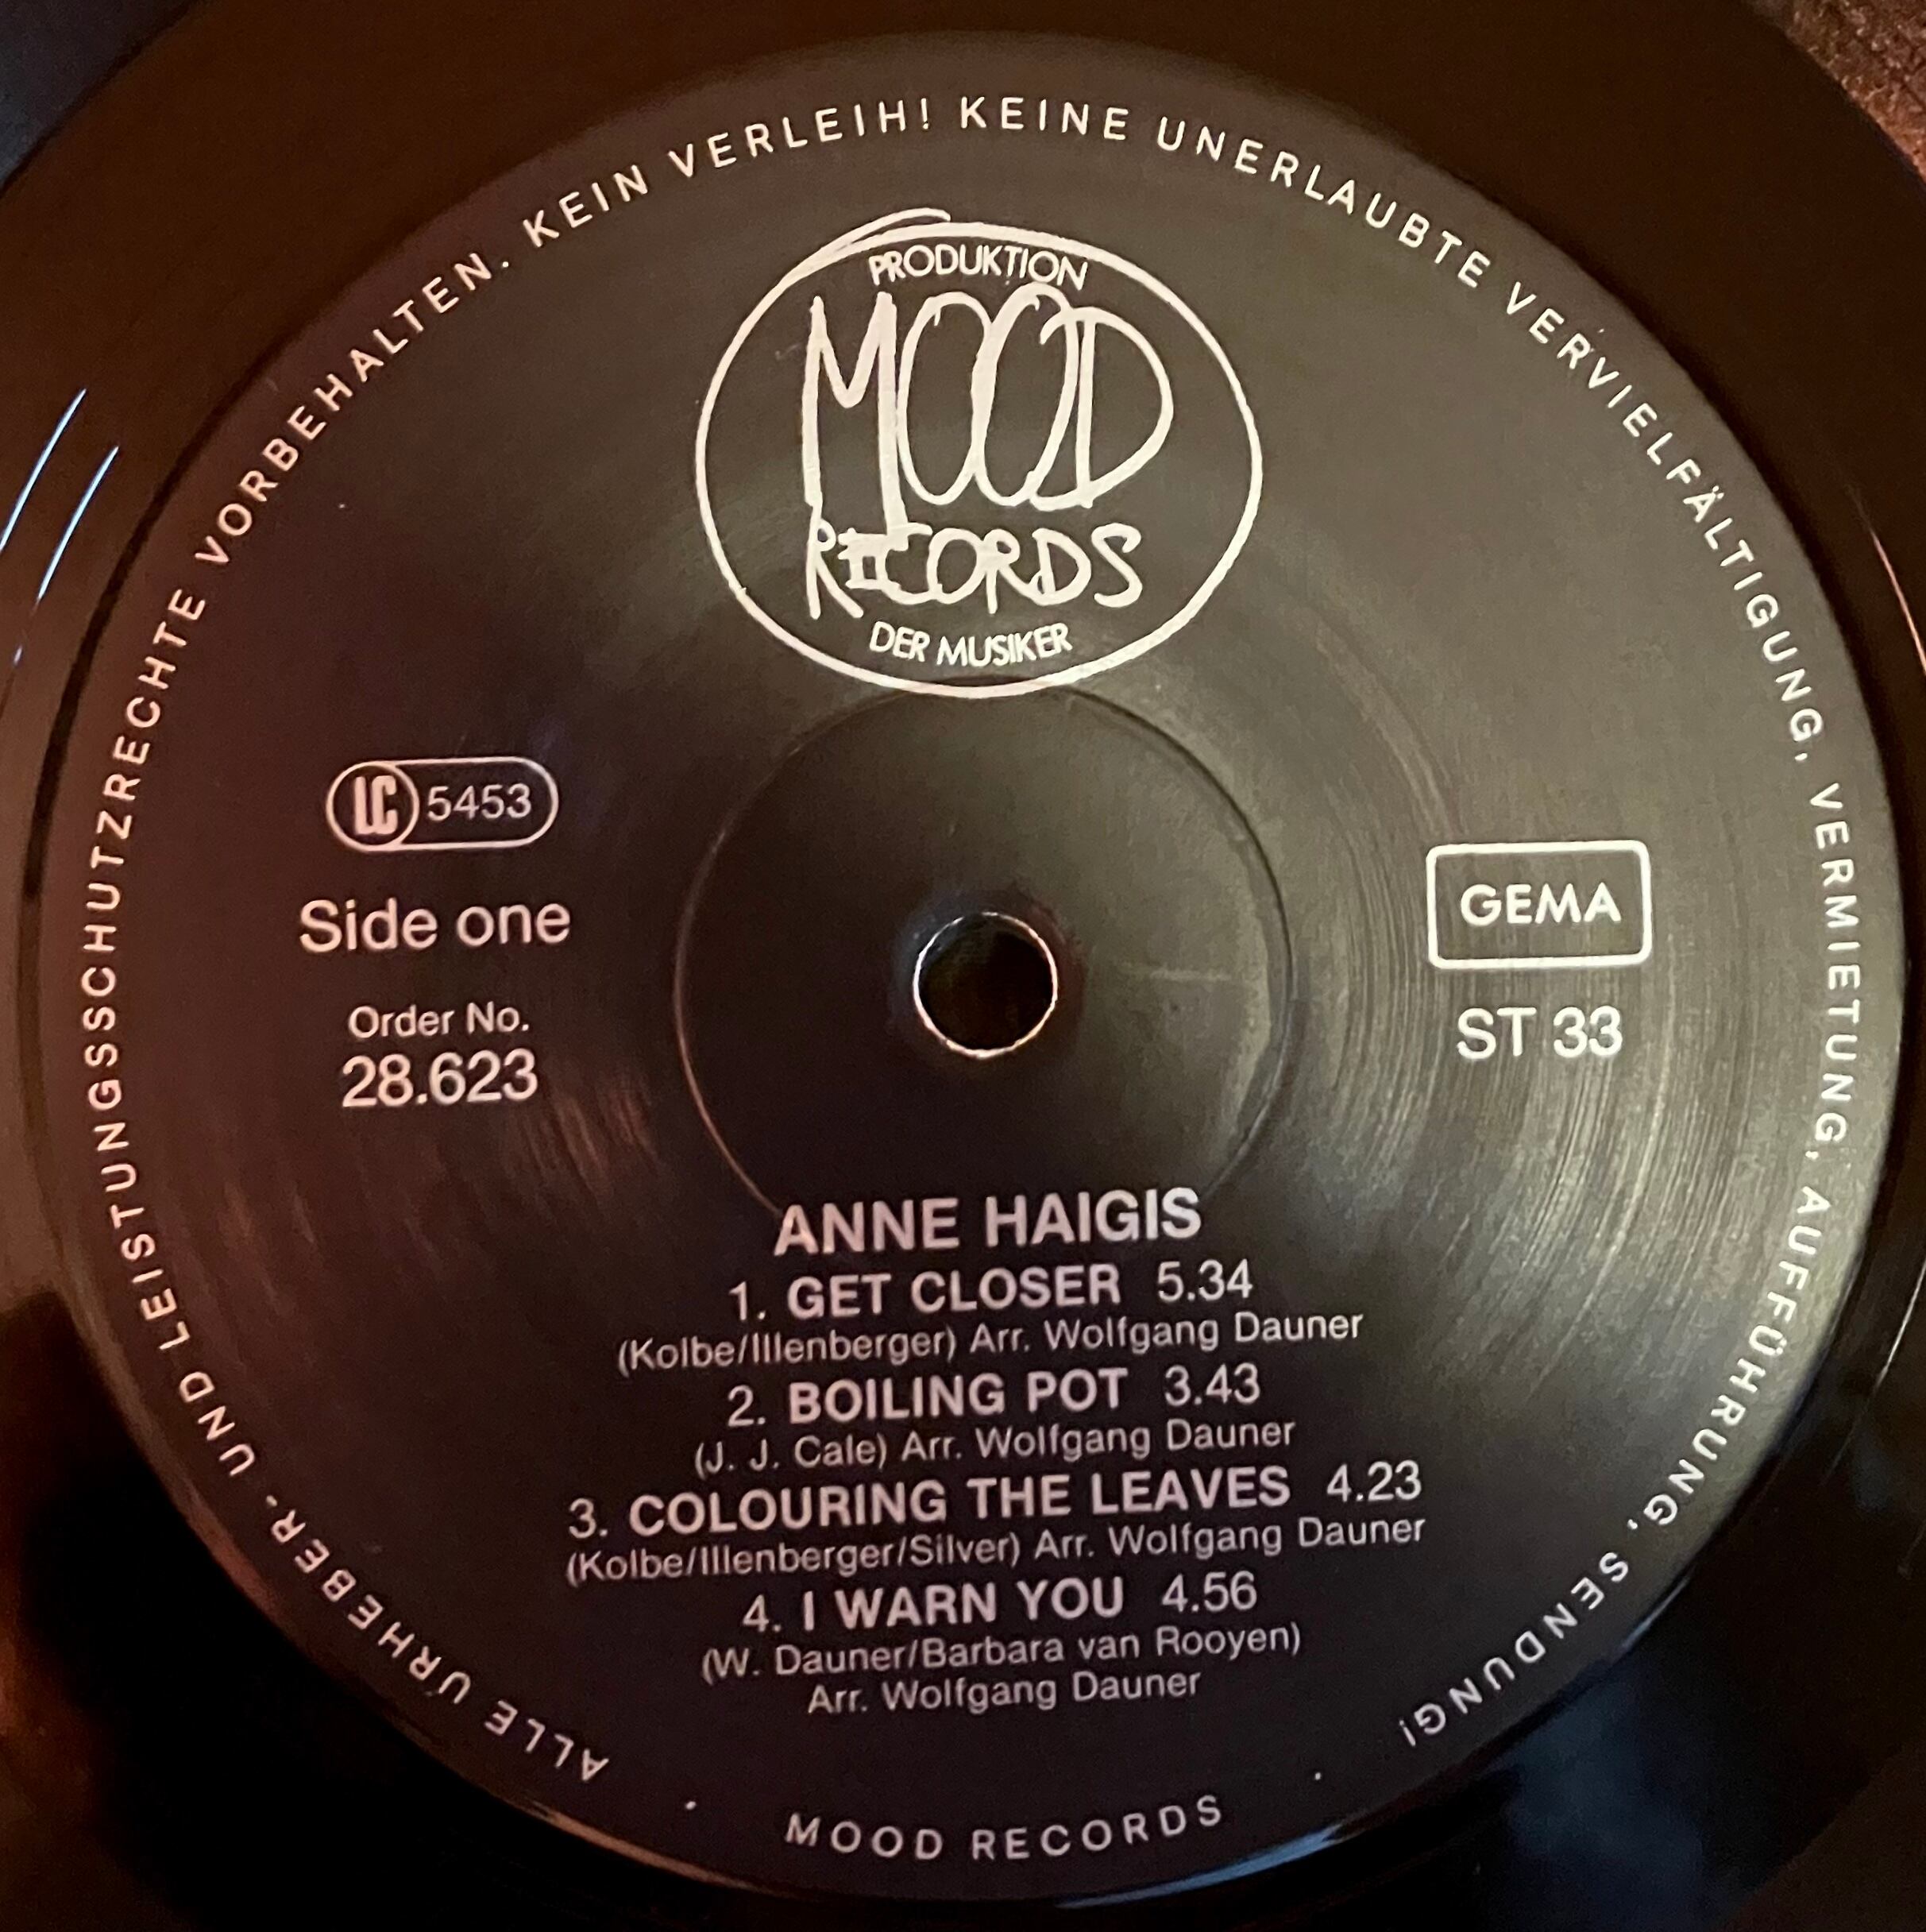 ALLE URHEBER- UND LEISTUNGSSCHUTZRECHTE VORBEHALTEN. KEIN VERLEIH! KEINE UNERLAUBTE VERVIELFÄLTIGUNG, VERMIETUNG, AUFFÜHRUNG, SENDUNG!
PRODUKTION
MOOD
RECORDS
DER MUSIKER
LC 5453
Side one
Order No.
28.623
GEMA
ST 33
ANNE HAIGIS
1. GET CLOSER 5.34
(Kolbe/Illenberger) Arr. Wolfgang Dauner
2. BOILING POT 3.43
(J. J. Cale) Arr. Wolfgang Dauner
3. COLOURING THE LEAVES 4.23
(Kolbe/Illenberger/Silver) Arr. Wolfgang Dauner
4. I WARN YOU 4.56
(W. Dauner/Barbara van Rooyen)
Arr. Wolfgang Dauner
· MOOD RECORDS ·